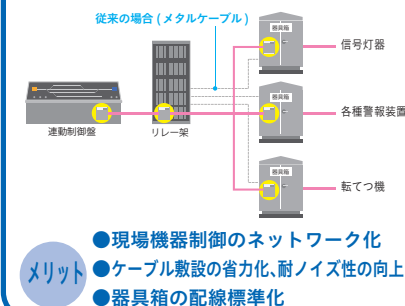 従来の場合(メタルケーブル)
器具箱
信号灯器
器具箱
各種警報装置
連動制御盤
リレー架
器具箱
転てつ機
メリット
●現場機器制御のネットワーク化
●ケーブル敷設の省力化、耐ノイズ性の向上
●器具箱の配線標準化